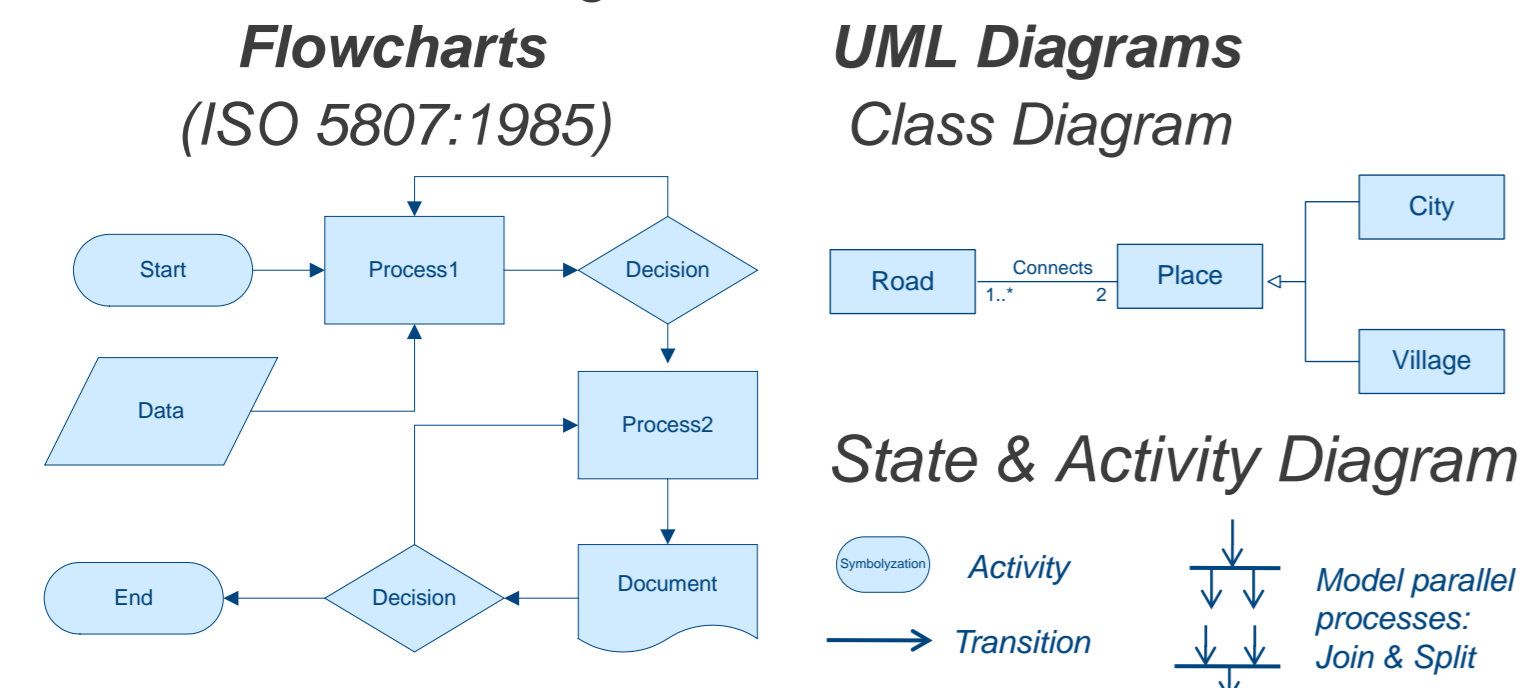 Flowcharts
(ISO 5807:1985)
Start
Process1
Decision
Data
Process2
End
Decision
Document
UML Diagrams
Class Diagram
Road
Connects
1..*
2
Place
City
Village
State & Activity Diagram
Symbolyzation
Activity
Transition
Model parallel
processes:
Join & Split